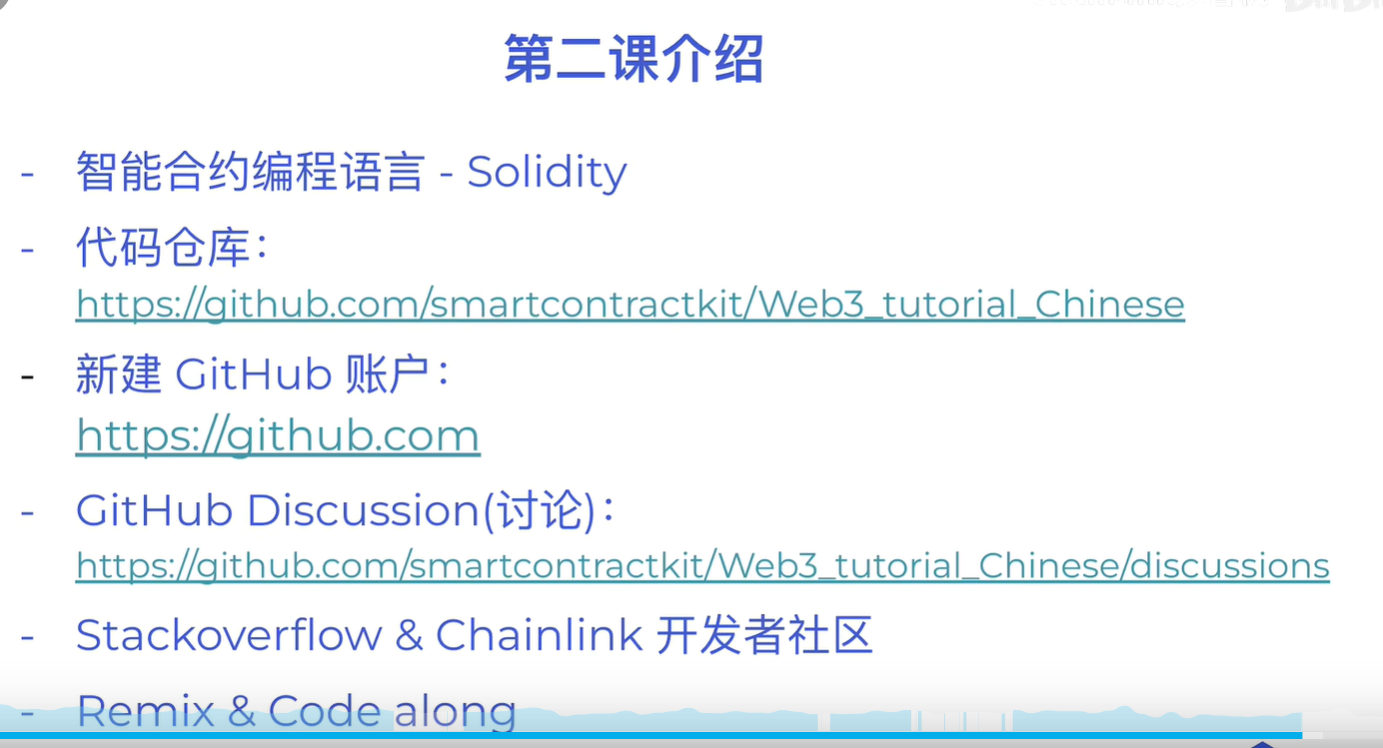 第二课介绍
- 智能合约编程语言 - Solidity
- 代码仓库：
https://github.com/smartcontractkit/Web3_tutorial_Chinese
- 新建 GitHub 账户：
https://github.com
- GitHub Discussion(讨论)：
https://github.com/smartcontractkit/Web3_tutorial_Chinese/discussions
- Stackoverflow & Chainlink 开发者社区
- Remix & Code along